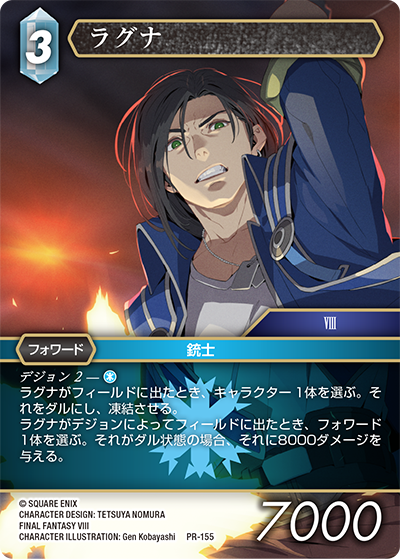 3
ラグナ
VIII
フォワード
銃士
デジョン 2 ― 氷
ラグナがフィールドに出たとき、キャラクター 1体を選ぶ。そ
れをダルにし、凍結させる。
ラグナがデジョンによってフィールドに出たとき、フォワード
1体を選ぶ。それがダル状態の場合、それに8000ダメージを
与える。
© SQUARE ENIX
CHARACTER DESIGN: TETSUYA NOMURA
FINAL FANTASY VIII
CHARACTER ILLUSTRATION: Gen Kobayashi PR-155
7000